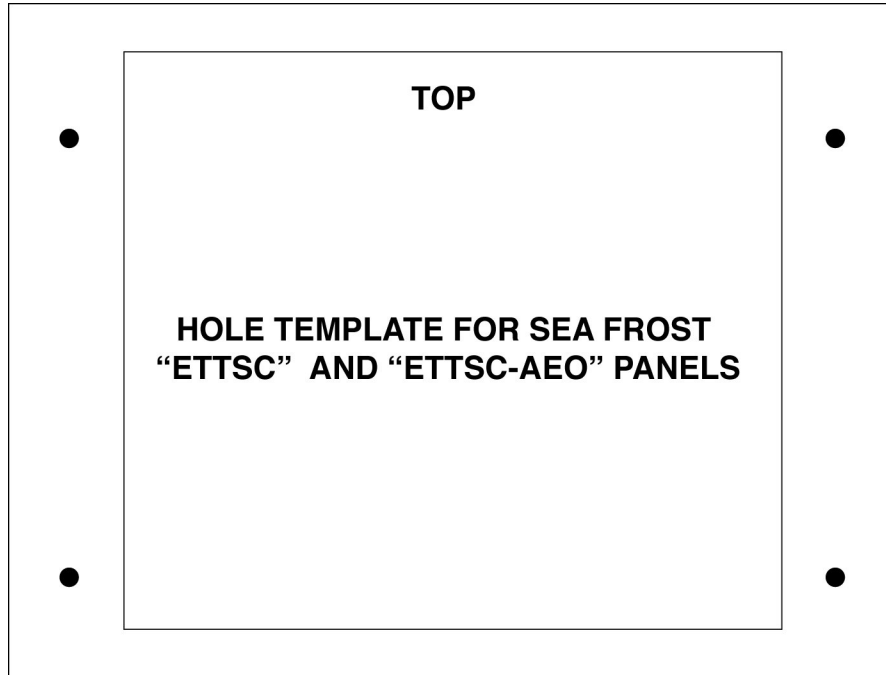 TOP
HOLE TEMPLATE FOR SEA FROST
“ETTSC”  AND “ETTSC-AEO” PANELS